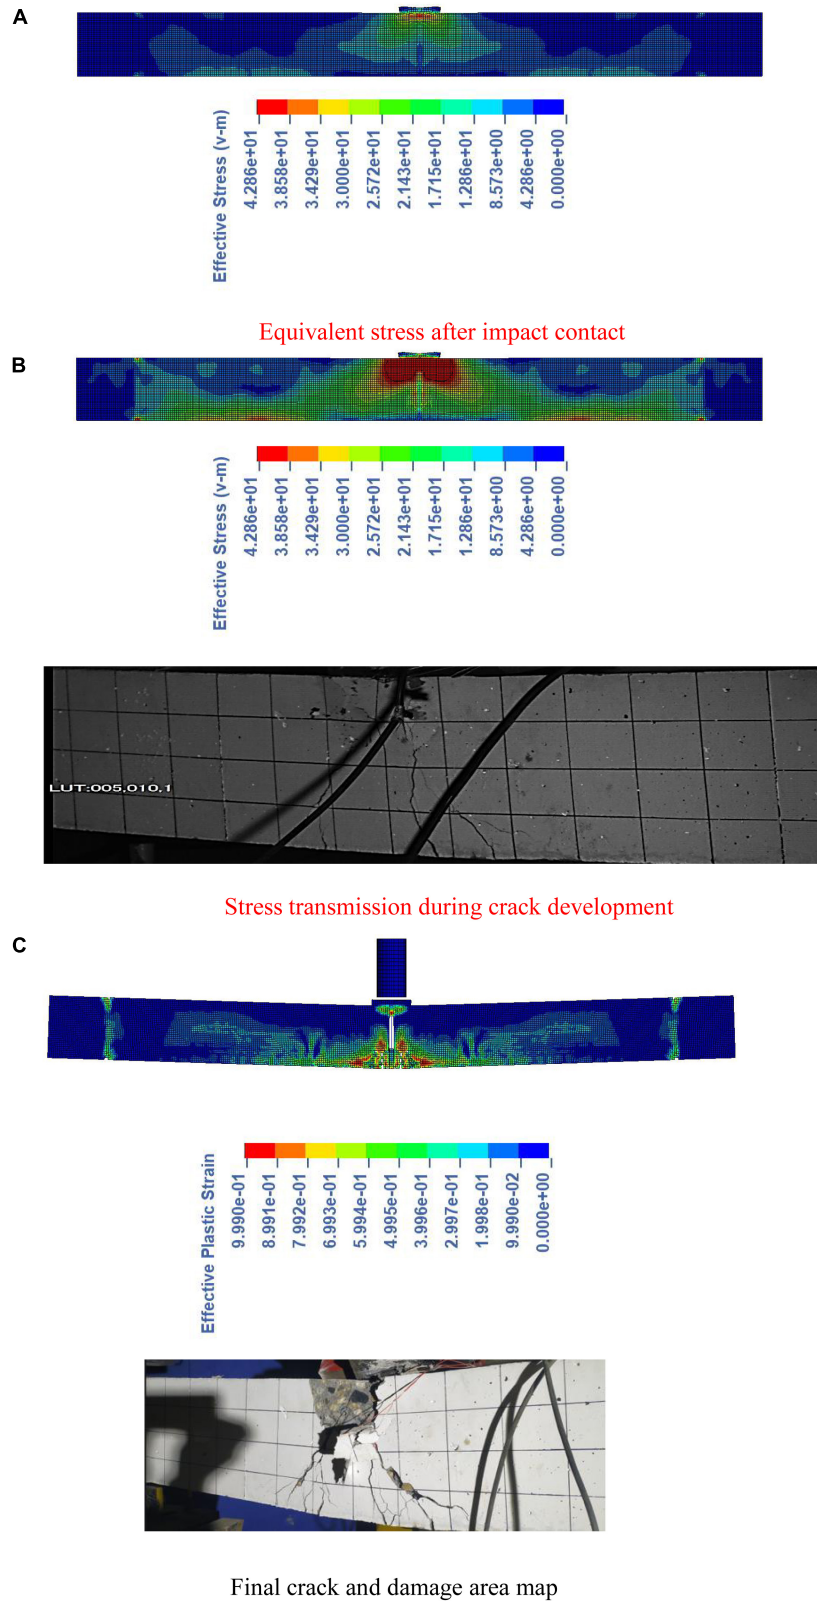 A
Effective Stress (v-m)
4.286e+01
3.858e+01
3.429e+01
3.000e+01
2.572e+01
2.143e+01
1.715e+01
1.286e+01
8.573e+00
4.286e+00
0.000e+00
Equivalent stress after impact contact
B
Effective Stress (v-m)
4.286e+01
3.858e+01
3.429e+01
3.000e+01
2.572e+01
2.143e+01
1.715e+01
1.286e+01
8.573e+00
4.286e+00
0.000e+00
LUT:005.010.1
Stress transmission during crack development
C
Effective Plastic Strain
9.990e-01
8.991e-01
7.992e-01
6.993e-01
5.994e-01
4.995e-01
3.996e-01
2.997e-01
1.998e-01
9.990e-02
0.000e+00
Final crack and damage area map